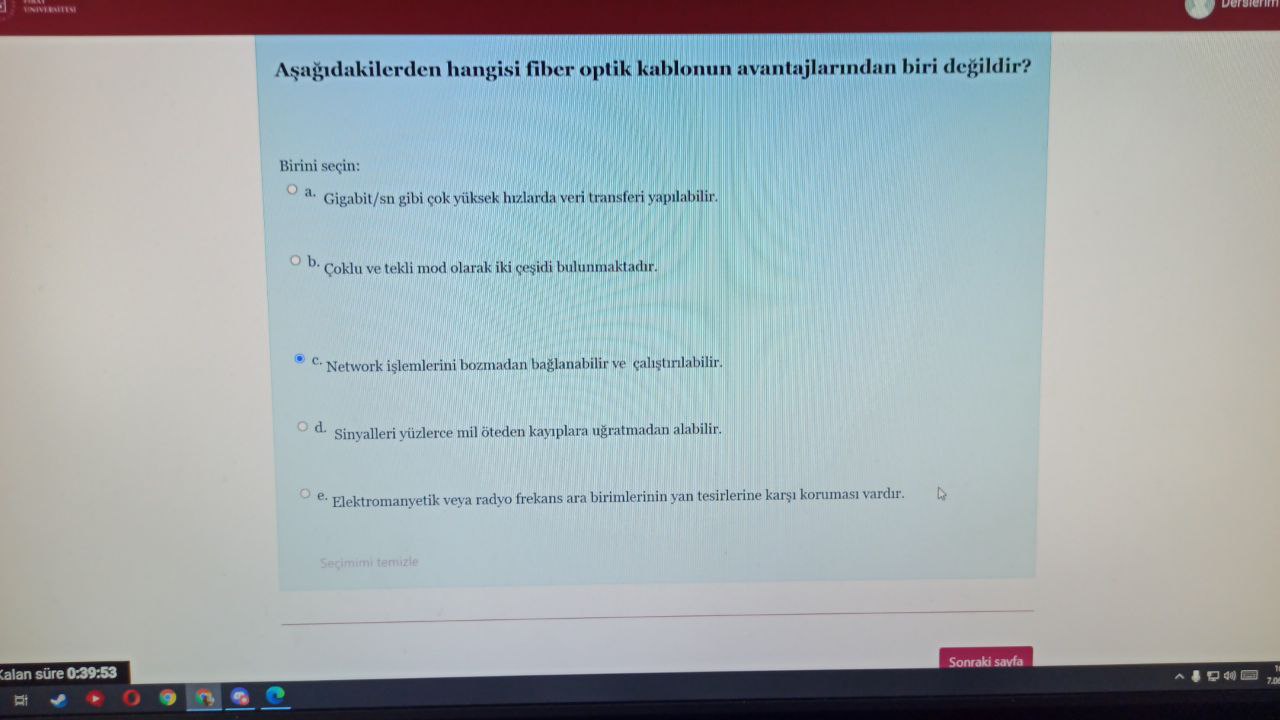 ÜNİVERSİTESİ
Derslerim
Aşağıdakilerden hangisi fiber optik kablonun avantajlarından biri değildir?
Birini seçin:
a. Gigabit/sn gibi çok yüksek hızlarda veri transferi yapılabilir.
b. Çoklu ve tekli mod olarak iki çeşidi bulunmaktadır.
c. Network işlemlerini bozmadan bağlanabilir ve çalıştırılabilir.
d. Sinyalleri yüzlerce mil öteden kayıplara uğratmadan alabilir.
e. Elektromanyetik veya radyo frekans ara birimlerinin yan tesirlerine karşı koruması vardır.
Seçimimi temizle
Sonraki sayfa
Kalan süre 0:39:53